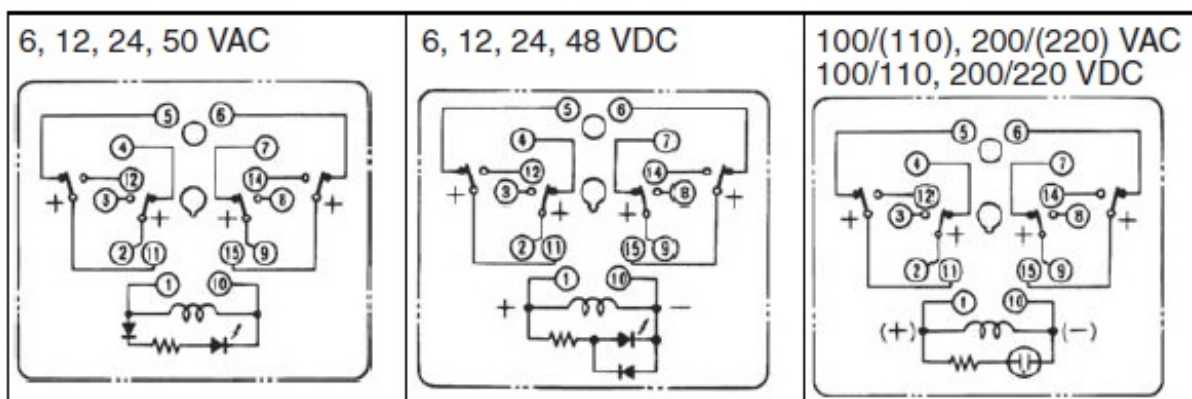 6, 12, 24, 50 VAC
5 6
4 7
12 14
3 8
+ + + +
2 11 15 9
1 10
6, 12, 24, 48 VDC
5 6
4 7
12 14
3 8
+ + + +
2 11 15 9
1 10
+ −
100/(110), 200/(220) VAC
100/110, 200/220 VDC
5 6
4 7
12 14
3 8
+ + + +
2 11 15 9
1 10
(+) (−)